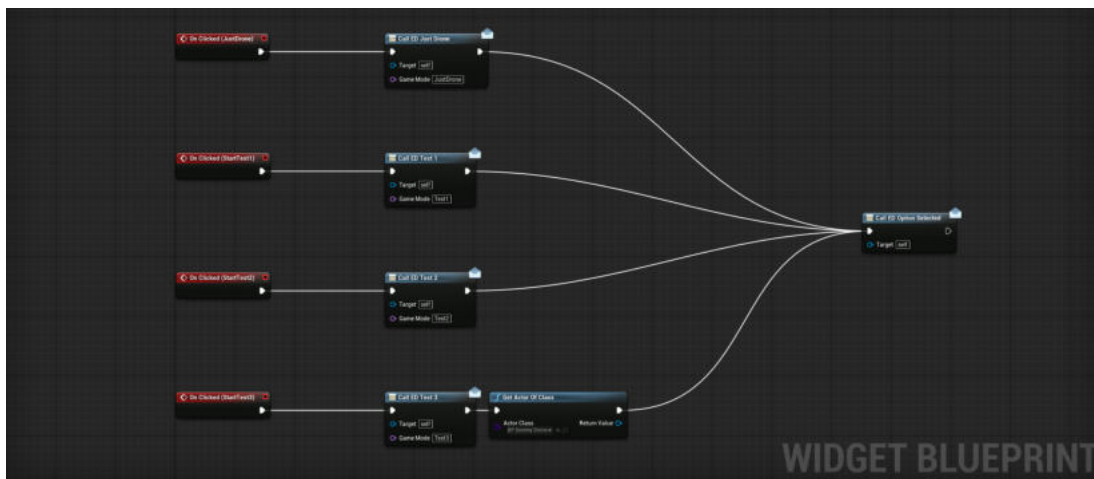 On Clicked (JustDrone)
Call ED Just Drone
Target self
Game Mode JustDrone
On Clicked (StartTest1)
Call ED Test 1
Target self
Game Mode Test1
Call ED Option Selected
Target self
On Clicked (StartTest2)
Call ED Test 2
Target self
Game Mode Test2
On Clicked (StartTest3)
Call ED Test 3
Target self
Game Mode Test3
Get Actor Of Class
Actor Class
Return Value
WIDGET BLUEPRINT